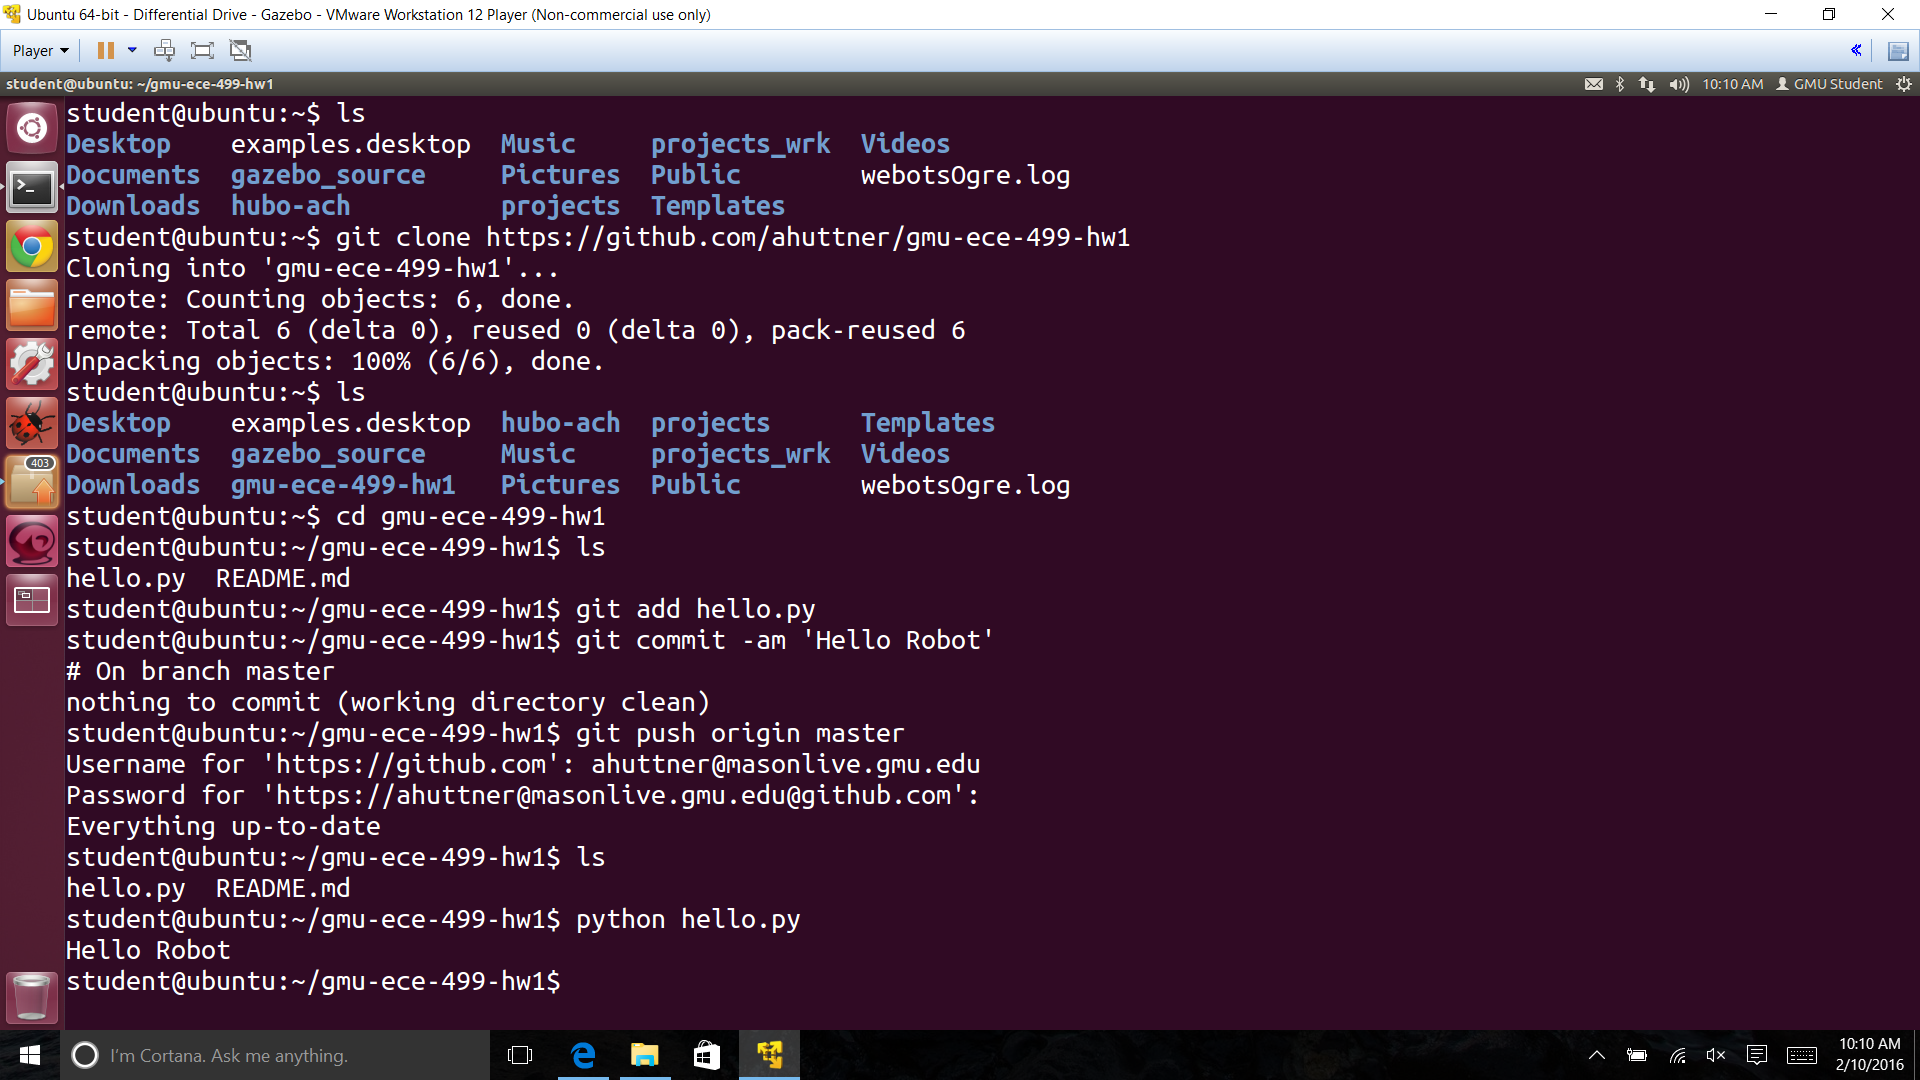 Ubuntu 64-bit - Differential Drive - Gazebo - VMware Workstation 12 Player (Non-commercial use only)
Player
student@ubuntu: ~/gmu-ece-499-hw1
10:10 AM GMU Student
student@ubuntu:~$ ls
Desktop examples.desktop Music projects_wrk Videos
Documents gazebo_source Pictures Public webotsOgre.log
Downloads hubo-ach projects Templates
student@ubuntu:~$ git clone https://github.com/ahuttner/gmu-ece-499-hw1
Cloning into 'gmu-ece-499-hw1'...
remote: Counting objects: 6, done.
remote: Total 6 (delta 0), reused 0 (delta 0), pack-reused 6
Unpacking objects: 100% (6/6), done.
student@ubuntu:~$ ls
Desktop examples.desktop hubo-ach projects Templates
Documents gazebo_source Music projects_wrk Videos
Downloads gmu-ece-499-hw1 Pictures Public webotsOgre.log
student@ubuntu:~$ cd gmu-ece-499-hw1
student@ubuntu:~/gmu-ece-499-hw1$ ls
hello.py README.md
student@ubuntu:~/gmu-ece-499-hw1$ git add hello.py
student@ubuntu:~/gmu-ece-499-hw1$ git commit -am 'Hello Robot'
# On branch master
nothing to commit (working directory clean)
student@ubuntu:~/gmu-ece-499-hw1$ git push origin master
Username for 'https://github.com': ahuttner@masonlive.gmu.edu
Password for 'https://ahuttner@masonlive.gmu.edu@github.com':
Everything up-to-date
student@ubuntu:~/gmu-ece-499-hw1$ ls
hello.py README.md
student@ubuntu:~/gmu-ece-499-hw1$ python hello.py
Hello Robot
student@ubuntu:~/gmu-ece-499-hw1$
403
I'm Cortana. Ask me anything.
10:10 AM
2/10/2016